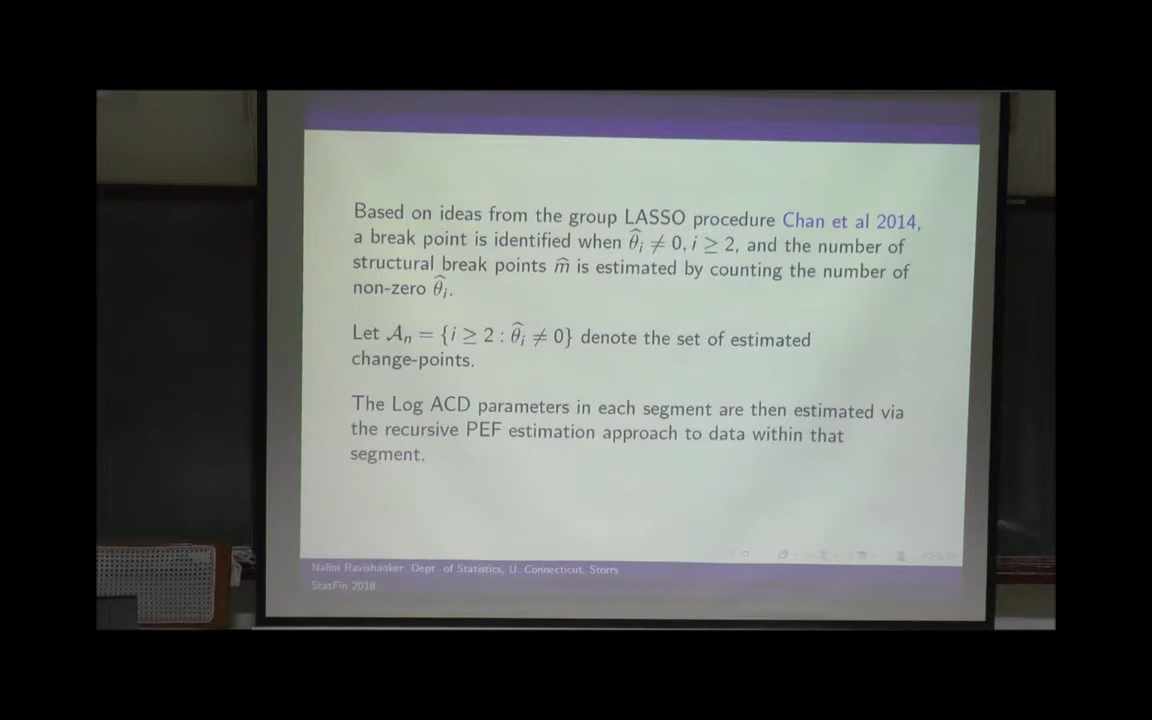 Based on ideas from the group LASSO procedure Chan et al 2014,
a break point is identified when θ̂ᵢ ≠ 0, i ≥ 2, and the number of
structural break points m̂ is estimated by counting the number of
non-zero θ̂ᵢ.
Let 𝒜ₙ = {i ≥ 2 : θ̂ᵢ ≠ 0} denote the set of estimated
change-points.
The Log ACD parameters in each segment are then estimated via
the recursive PEF estimation approach to data within that
segment.
Nalini Ravishanker Dept. of Statistics, U. Connecticut, Storrs
StatFin 2018